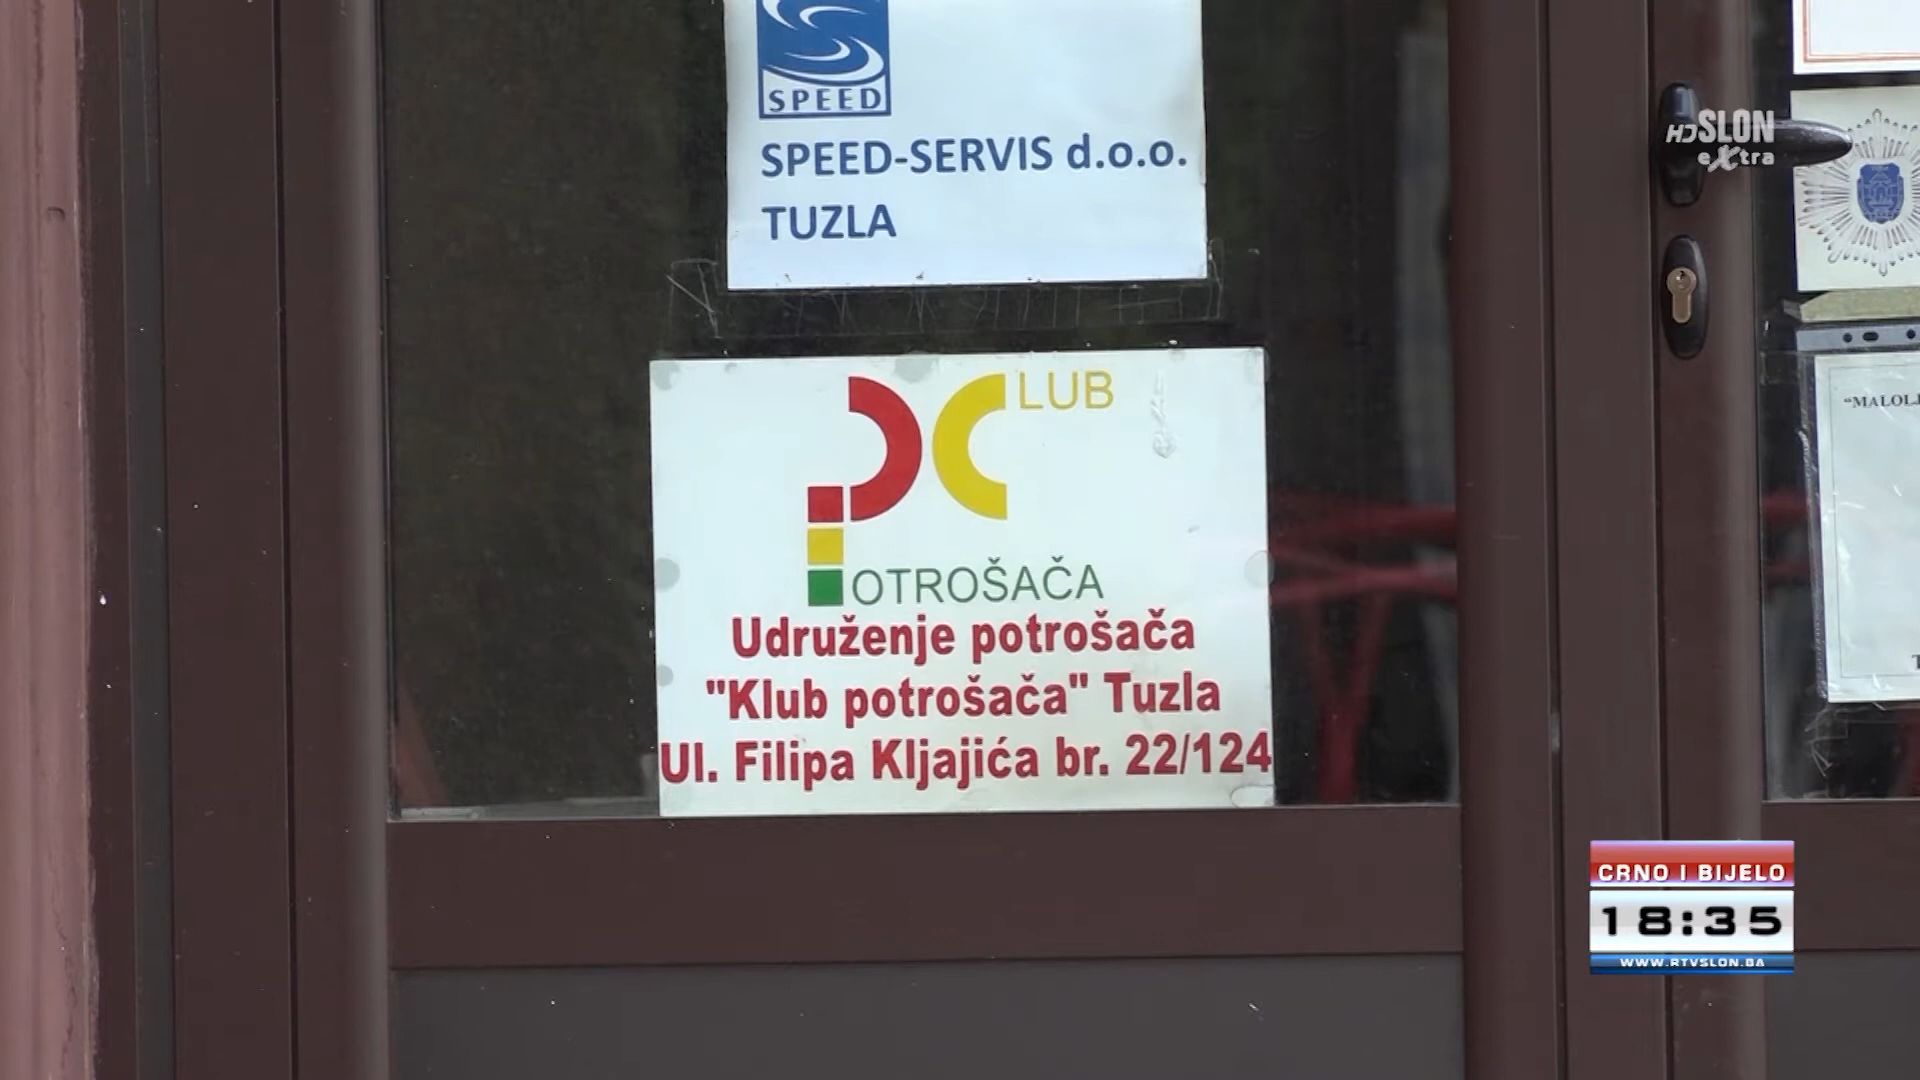 SPEED
SPEED-SERVIS d.o.o.
TUZLA
HD SLON
eXtra
LUB
OTROŠAČA
Udruženje potrošača
"Klub potrošača" Tuzla
Ul. Filipa Kljajića br. 22/124
CRNO I BIJELO
18:35
WWW.RTVSLON.BA